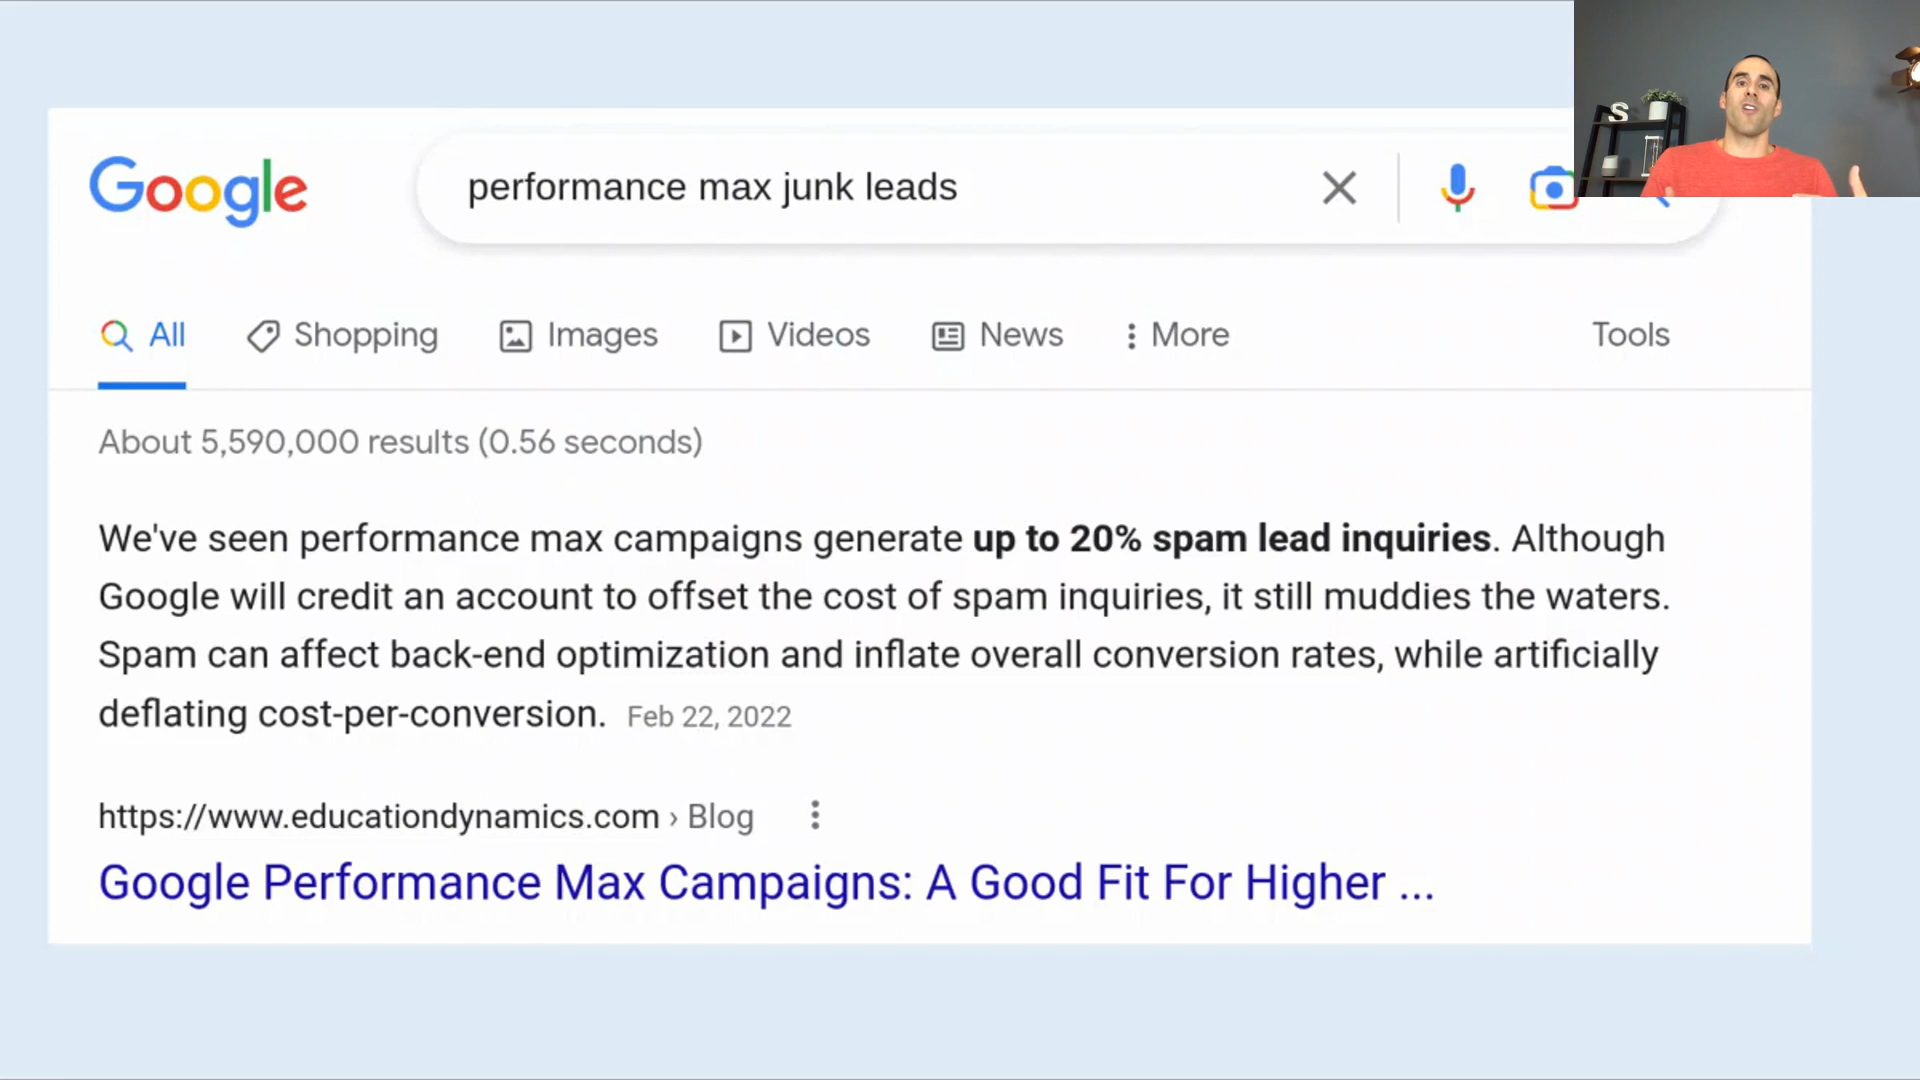 Google
performance max junk leads
S
All Shopping Images Videos News More Tools
About 5,590,000 results (0.56 seconds)
We've seen performance max campaigns generate up to 20% spam lead inquiries. Although
Google will credit an account to offset the cost of spam inquiries, it still muddies the waters.
Spam can affect back-end optimization and inflate overall conversion rates, while artificially
deflating cost-per-conversion. Feb 22, 2022
https://www.educationdynamics.com › Blog
Google Performance Max Campaigns: A Good Fit For Higher ...